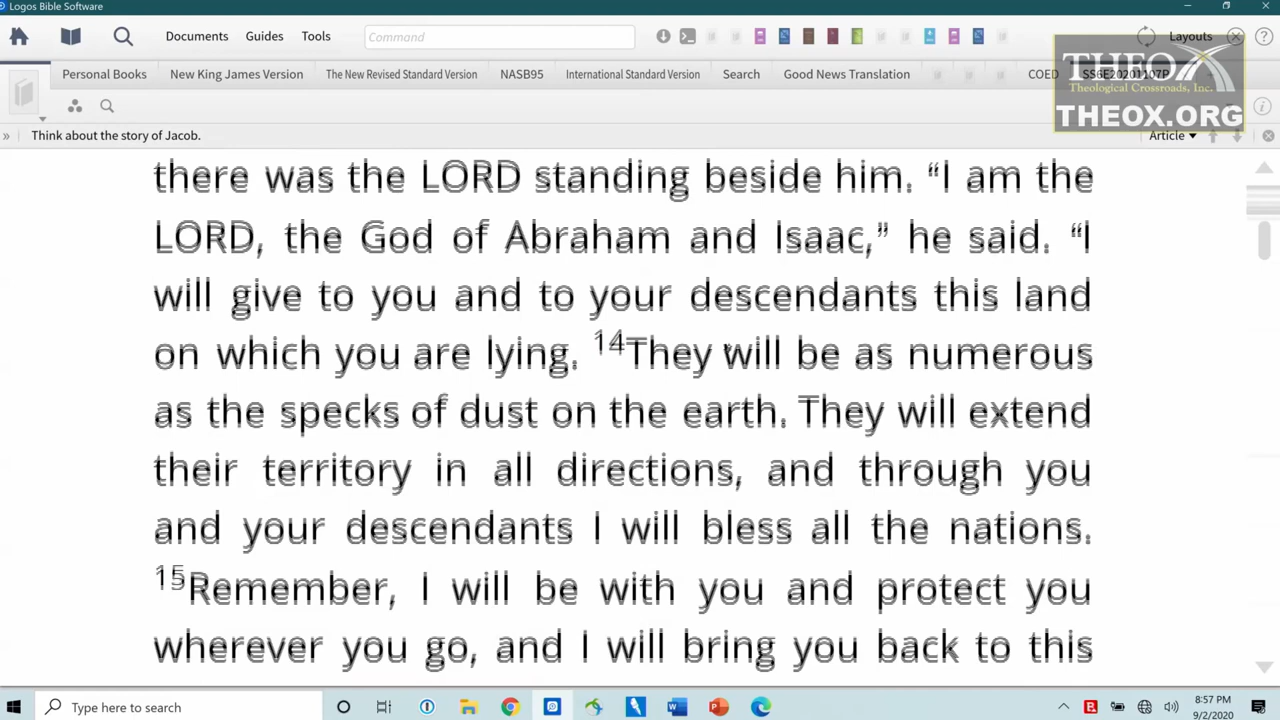 Logos Bible Software
Documents Guides Tools Command Layouts
Personal Books New King James Version The New Revised Standard Version NASB95 International Standard Version Search Good News Translation COED SS6E20201107P
THEOX
Theological Crossroads, Inc.
THEOX.ORG
» Think about the story of Jacob. Article
there was the LORD standing beside him. “I am the
LORD, the God of Abraham and Isaac,” he said. “I
will give to you and to your descendants this land
on which you are lying. 14They will be as numerous
as the specks of dust on the earth. They will extend
their territory in all directions, and through you
and your descendants I will bless all the nations.
15Remember, I will be with you and protect you
wherever you go, and I will bring you back to this
Type here to search
8:57 PM
9/2/2020